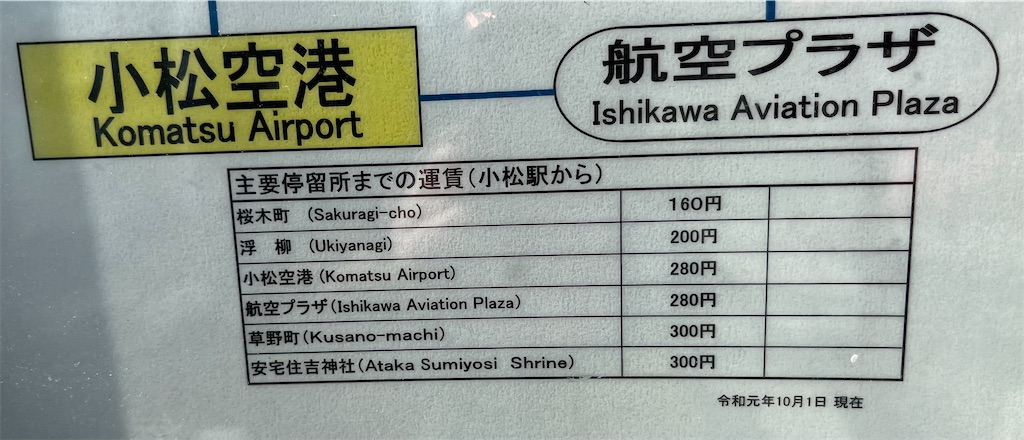 小松空港
Komatsu Airport
航空プラザ
Ishikawa Aviation Plaza
主要停留所までの運賃(小松駅から)
桜木町 (Sakuragi-cho) 160円
浮 柳 (Ukiyanagi) 200円
小松空港 (Komatsu Airport) 280円
航空プラザ(Ishikawa Aviation Plaza) 280円
草野町(Kusano-machi) 300円
安宅住吉神社(Ataka Sumiyosi Shrine) 300円
令和元年10月1日 現在